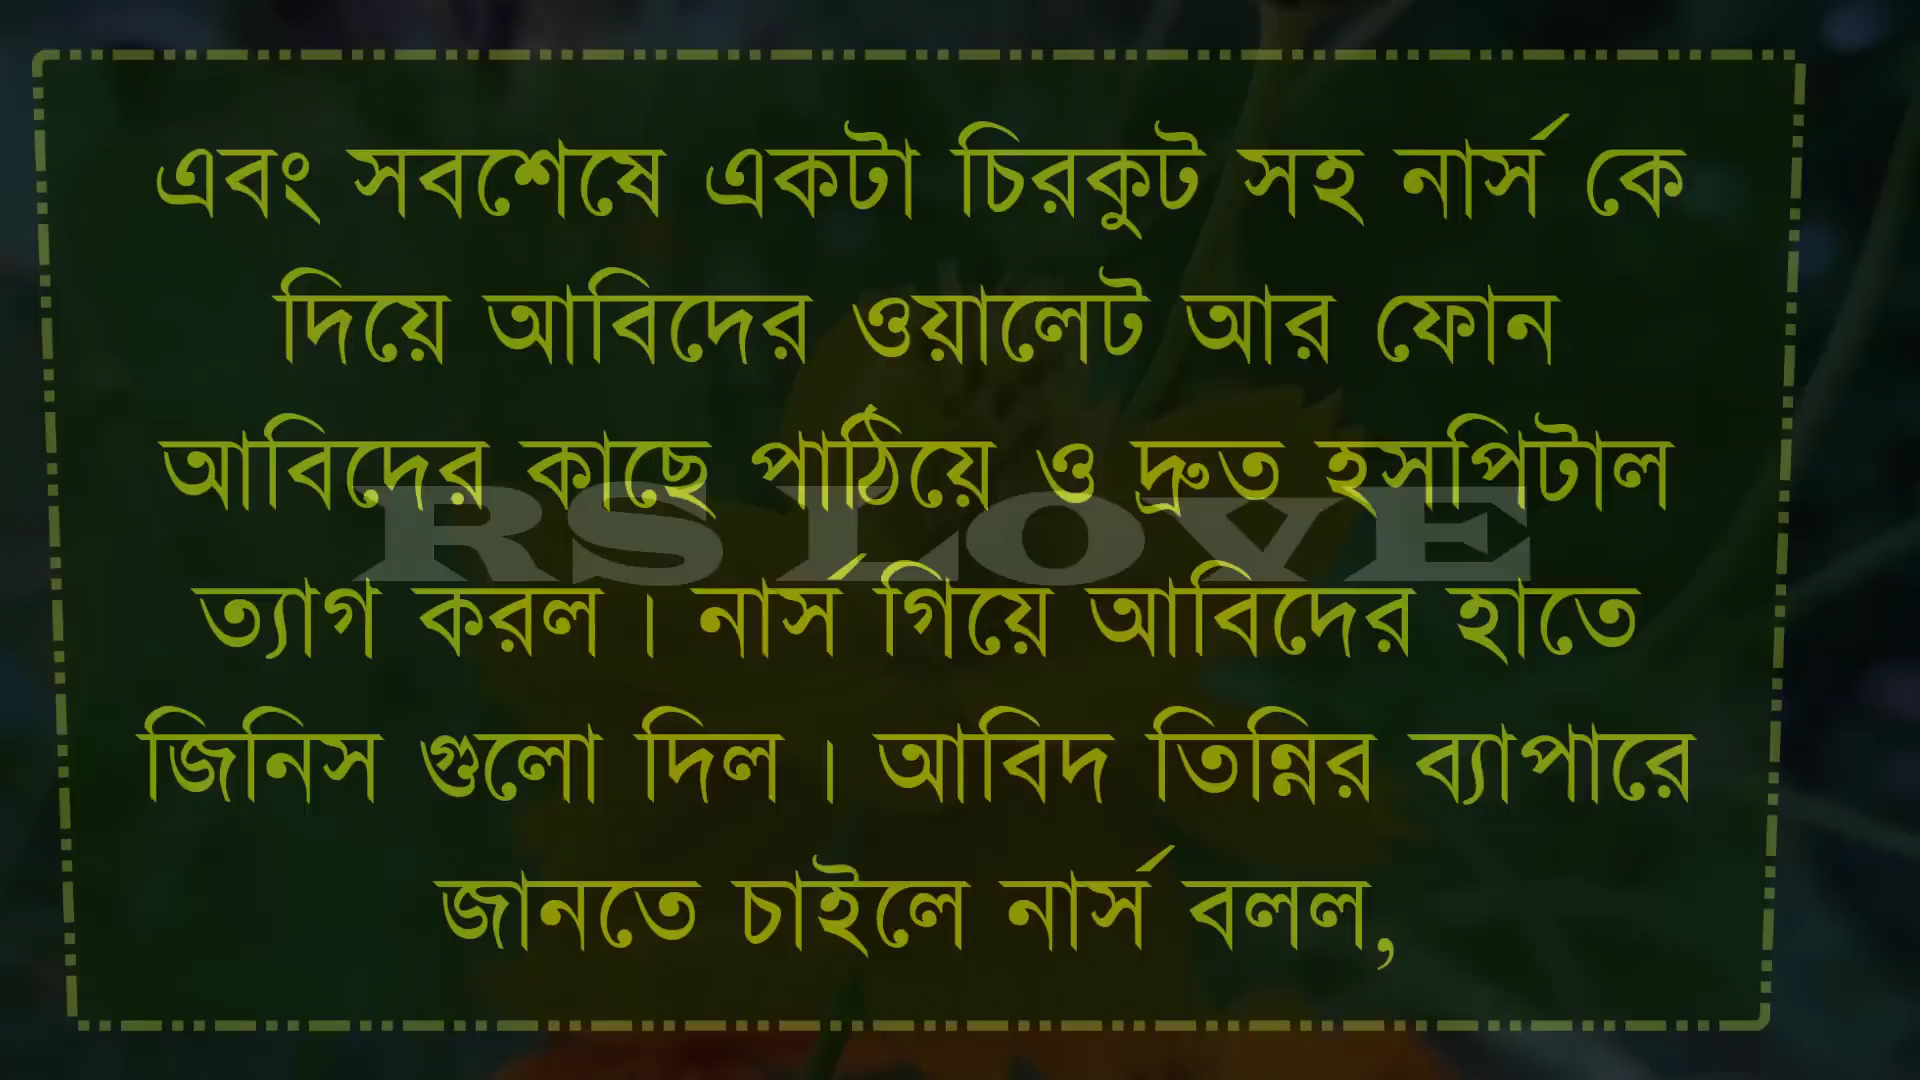 এবং সবশেষে একটা চিরকুট সহ নার্স কে
দিয়ে আবিদের ওয়ালেট আর ফোন
আবিদের কাছে পাঠিয়ে ও দ্রুত হসপিটাল
RS LOVE
ত্যাগ করল। নার্স গিয়ে আবিদের হাতে
জিনিস গুলো দিল। আবিদ তিন্নির ব্যাপারে
জানতে চাইলে নার্স বলল,